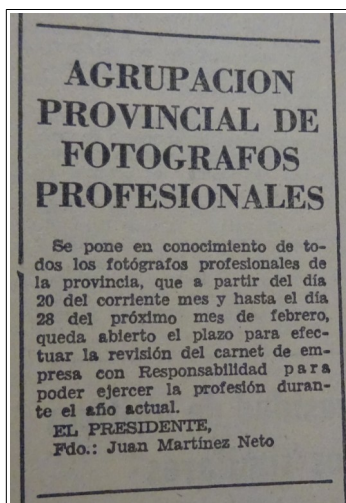 AGRUPACION
PROVINCIAL DE
FOTOGRAFOS
PROFESIONALES
Se pone en conocimiento de to-
dos los fotógrafos profesionales de
la provincia, que a partir del día
20 del corriente mes y hasta el día
28 del próximo mes de febrero,
queda abierto el plazo para efec-
tuar la revisión del carnet de em-
presa con Responsabilidad para
poder ejercer la profesión duran-
te el año actual.
EL PRESIDENTE,
Fdo.: Juan Martínez Neto